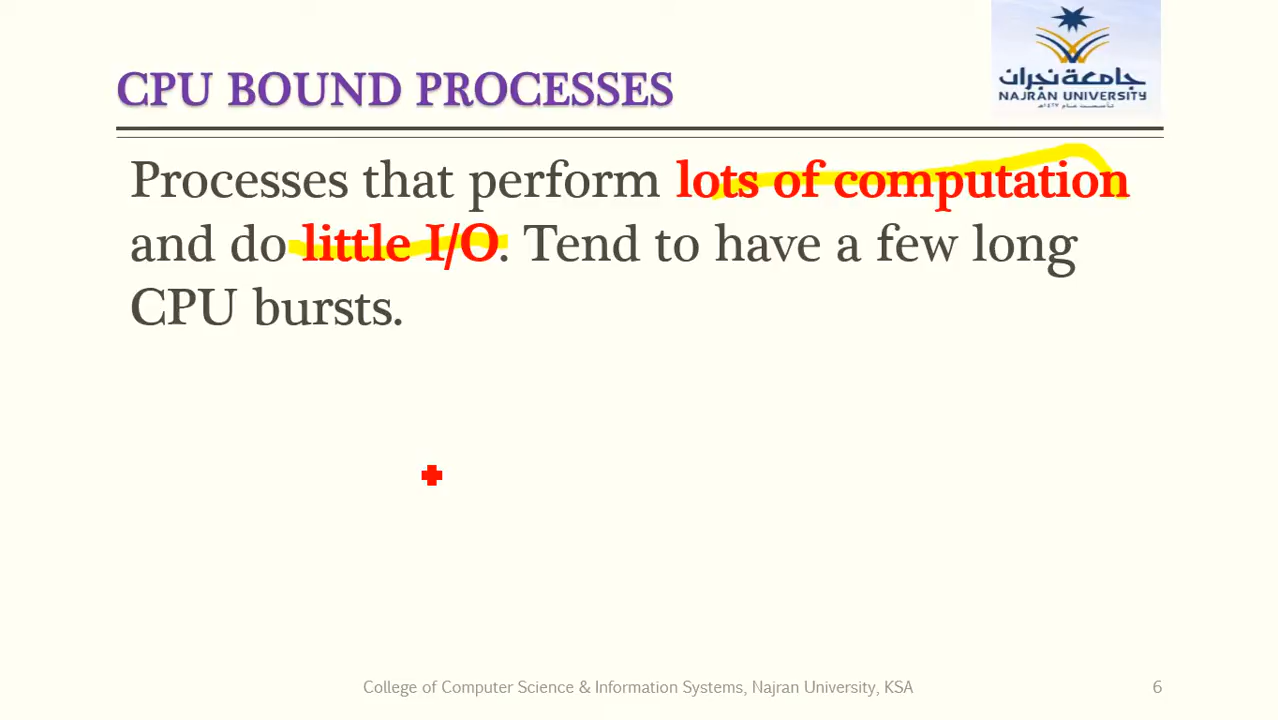 CPU BOUND PROCESSES
جامعة نجران
NAJRAN UNIVERSITY
Processes that perform lots of computation
and do little I/O. Tend to have a few long
CPU bursts.
College of Computer Science & Information Systems, Najran University, KSA
6